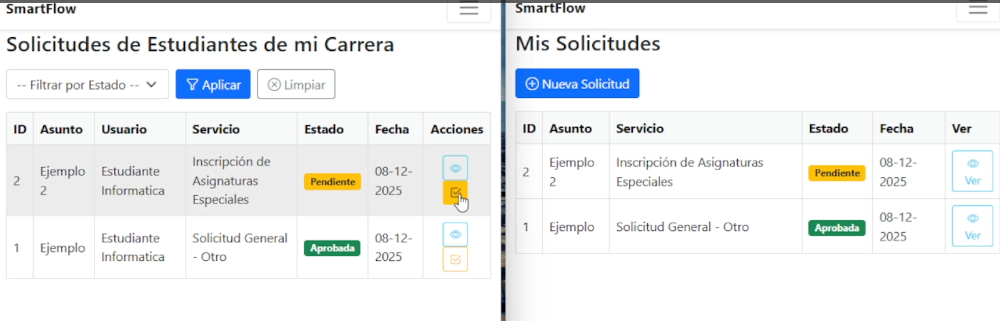 SmartFlow
Solicitudes de Estudiantes de mi Carrera
-- Filtrar por Estado --
Aplicar
Limpiar
ID Asunto Usuario Servicio Estado Fecha Acciones
2 Ejemplo 2 Estudiante Informatica Inscripción de Asignaturas Especiales Pendiente 08-12-2025
1 Ejemplo Estudiante Informatica Solicitud General - Otro Aprobada 08-12-2025
SmartFlow
Mis Solicitudes
Nueva Solicitud
ID Asunto Servicio Estado Fecha Ver
2 Ejemplo 2 Inscripción de Asignaturas Especiales Pendiente 08-12-2025 Ver
1 Ejemplo Solicitud General - Otro Aprobada 08-12-2025 Ver